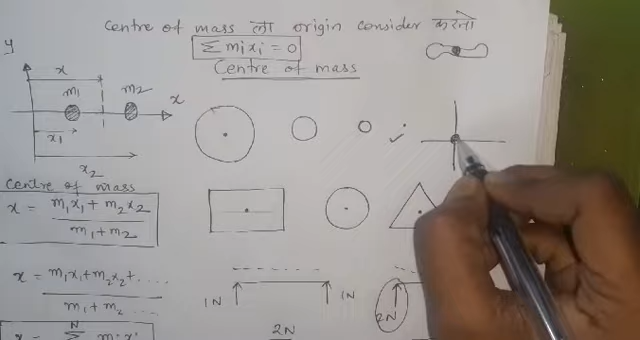 Centre of mass ला origin consider करतो
Σ mixi = 0
Centre of mass
y
x
m1 m2 x
x1
x2
Centre of mass
x = m1x1 + m2x2 / m1 + m2
x = m1x1 + m2x2 + .... / m1 + m2 ...
1N 1N 2N
2N
N